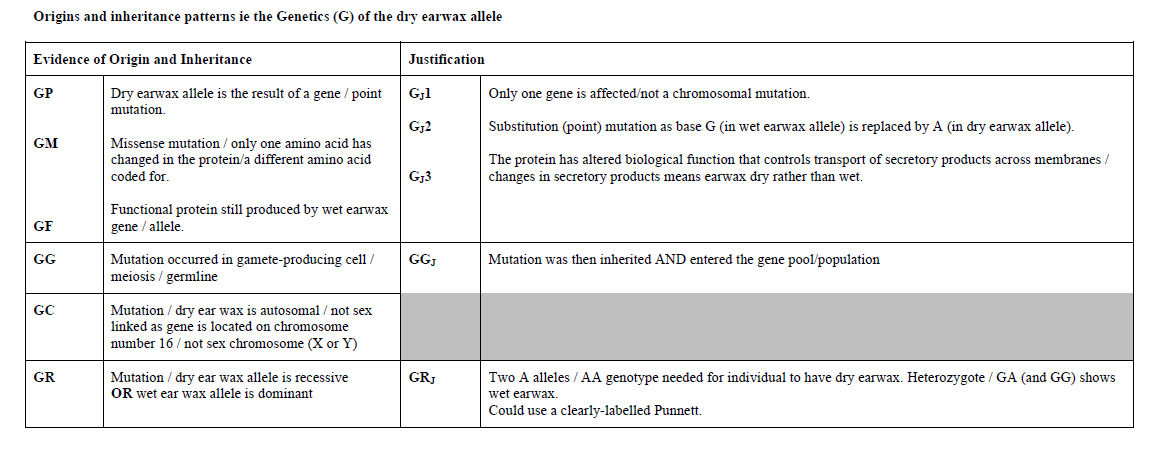 Origins and inheritance patterns ie the Genetics (G) of the dry earwax allele
Evidence of Origin and Inheritance
Justification
GP
Dry earwax allele is the result of a gene / point
mutation.
GM
Missense mutation / only one amino acid has
changed in the protein/a different amino acid
coded for.
GF
Functional protein still produced by wet earwax
gene / allele.
GJ1
Only one gene is affected/not a chromosomal mutation.
GJ2
Substitution (point) mutation as base G (in wet earwax allele) is replaced by A (in dry earwax allele).
GJ3
The protein has altered biological function that controls transport of secretory products across membranes /
changes in secretory products means earwax dry rather than wet.
GG
Mutation occurred in gamete-producing cell /
meiosis / germline
GGJ
Mutation was then inherited AND entered the gene pool/population
GC
Mutation / dry ear wax is autosomal / not sex
linked as gene is located on chromosome
number 16 / not sex chromosome (X or Y)
GR
Mutation / dry ear wax allele is recessive
OR wet ear wax allele is dominant
GRJ
Two A alleles / AA genotype needed for individual to have dry earwax. Heterozygote / GA (and GG) shows
wet earwax.
Could use a clearly-labelled Punnett.